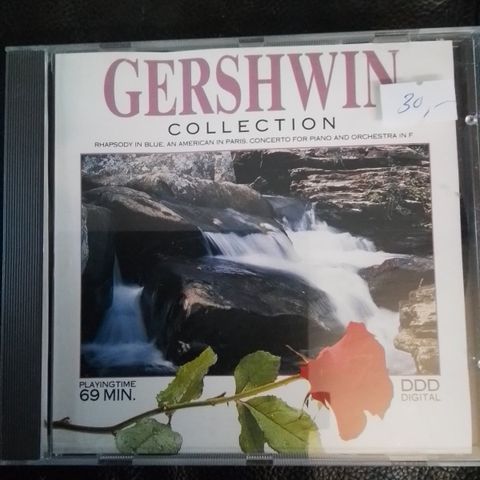 GERSHWIN
30,-
COLLECTION
RHAPSODY IN BLUE, AN AMERICAN IN PARIS, CONCERTO FOR PIANO AND ORCHESTRA IN F
PLAYINGTIME
69 MIN.
DDD
DIGITAL